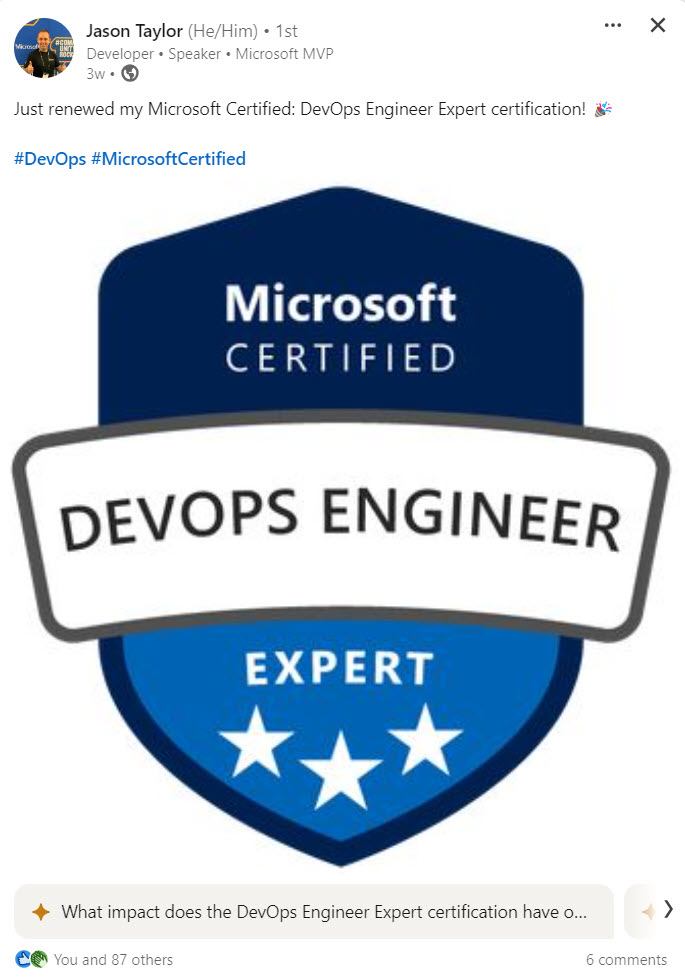 Jason Taylor (He/Him) • 1st
Developer • Speaker • Microsoft MVP
3w •
Just renewed my Microsoft Certified: DevOps Engineer Expert certification! 🎉
#DevOps #MicrosoftCertified
Microsoft
CERTIFIED
DEVOPS ENGINEER
EXPERT
What impact does the DevOps Engineer Expert certification have o...
You and 87 others
6 comments